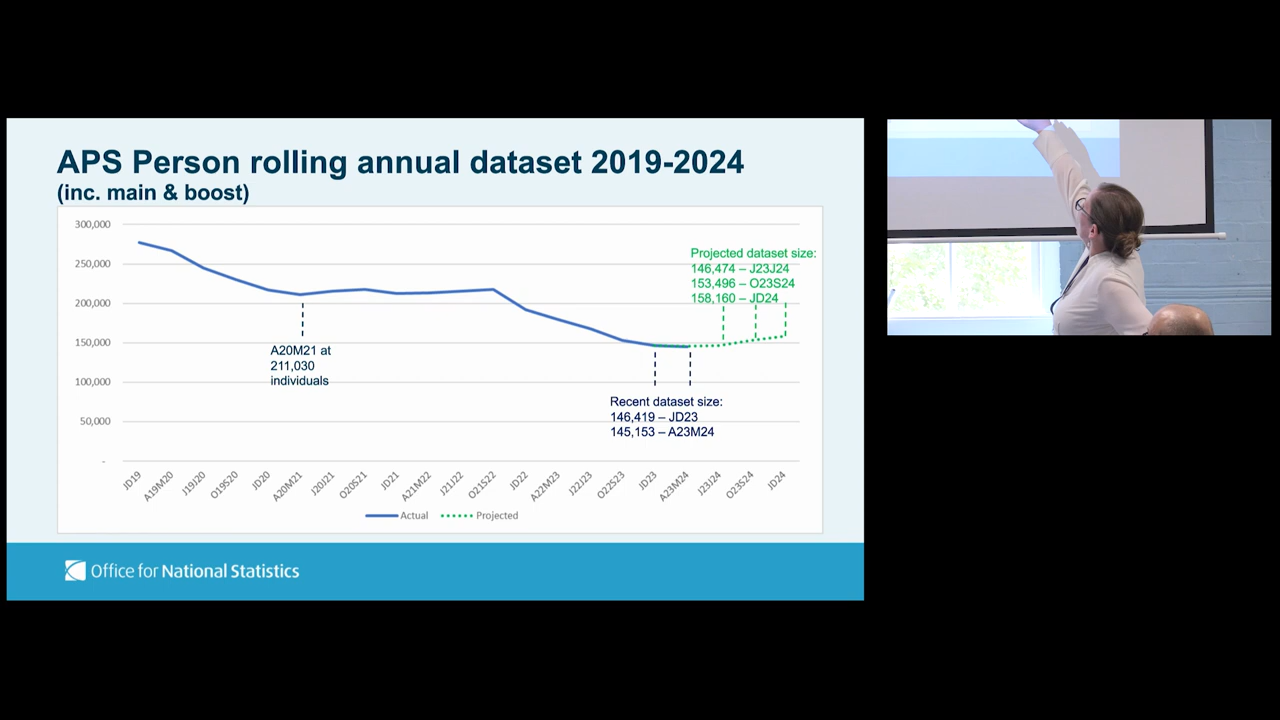 APS Person rolling annual dataset 2019-2024
(inc. main & boost)
300,000
250,000
200,000
150,000
100,000
50,000
-
Projected dataset size:
146,474 – J23J24
153,496 – O23S24
158,160 – JD24
A20M21 at
211,030
individuals
Recent dataset size:
146,419 – JD23
145,153 – A23M24
JD19
A19M20
J19J20
O19S20
JD20
A20M21
J20J21
O20S21
JD21
A21M22
J21J22
O21S22
JD22
A22M23
J22J23
O22S23
JD23
A23M24
J23J24
O23S24
JD24
Actual
Projected
Office for National Statistics